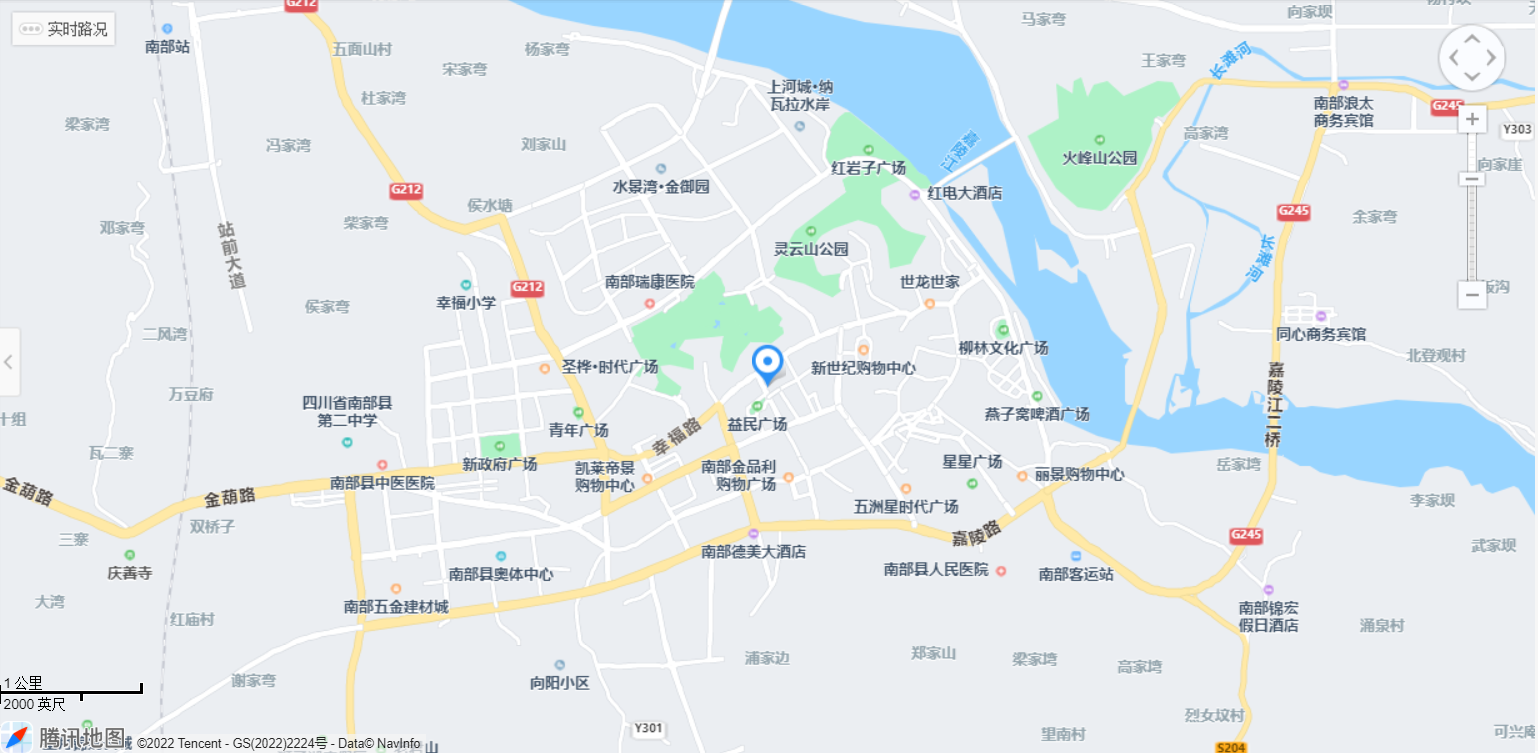 G212
马家弯
向家坝
实时路况
南部站
五面山村
杨家弯
宋家弯
王家弯
长滩河
杜家湾
上河城·纳
瓦拉水岸
南部浪太
商务宾馆
G245
Y303
梁家湾
冯家湾
刘家山
嘉陵江
高家湾
火峰山公园
向家崖
红岩子广场
水景湾·金御园
G212
红电大酒店
侯水塘
G245
余家弯
邓家弯
柴家弯
站前大道
灵云山公园
长滩河
南部瑞康医院
世龙世家
G212
幸福小学
侯家弯
二风湾
同心商务宾馆
柳林文化广场
北登观村
圣桦·时代广场
新世纪购物中心
万豆府
四川省南部县
第二中学
嘉陵江二桥
十组
燕子窝啤酒广场
青年广场
幸福路
益民广场
瓦二寨
新政府广场
凯莱帝景
购物中心
南部金品利
购物广场
星星广场
丽景购物中心
岳家塆
金葫路
金葫路
南部县中医医院
李家坝
五洲星时代广场
双桥子
三寨
嘉陵路
G245
武家坝
庆善寺
南部德美大酒店
南部县奥体中心
南部县人民医院
南部客运站
大湾
南部五金建材城
南部锦宏
假日酒店
红庙村
涌泉村
浦家边
郑家山
梁家塆
高家塆
谢家弯
1 公里
向阳小区
2000 英尺
烈女坟村
Y301
望南村
可兴庵
腾讯地图
©2022 Tencent - GS(2022)2224号 - Data© NavInfo
S204